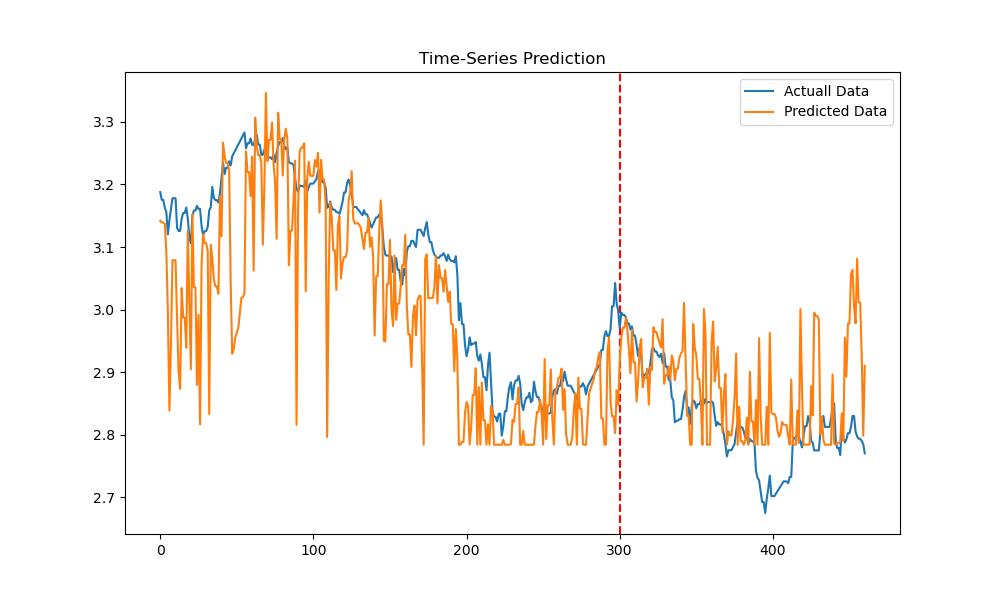 Time-Series Prediction
Actuall Data
Predicted Data
3.3
3.2
3.1
3.0
2.9
2.8
2.7
0 100 200 300 400